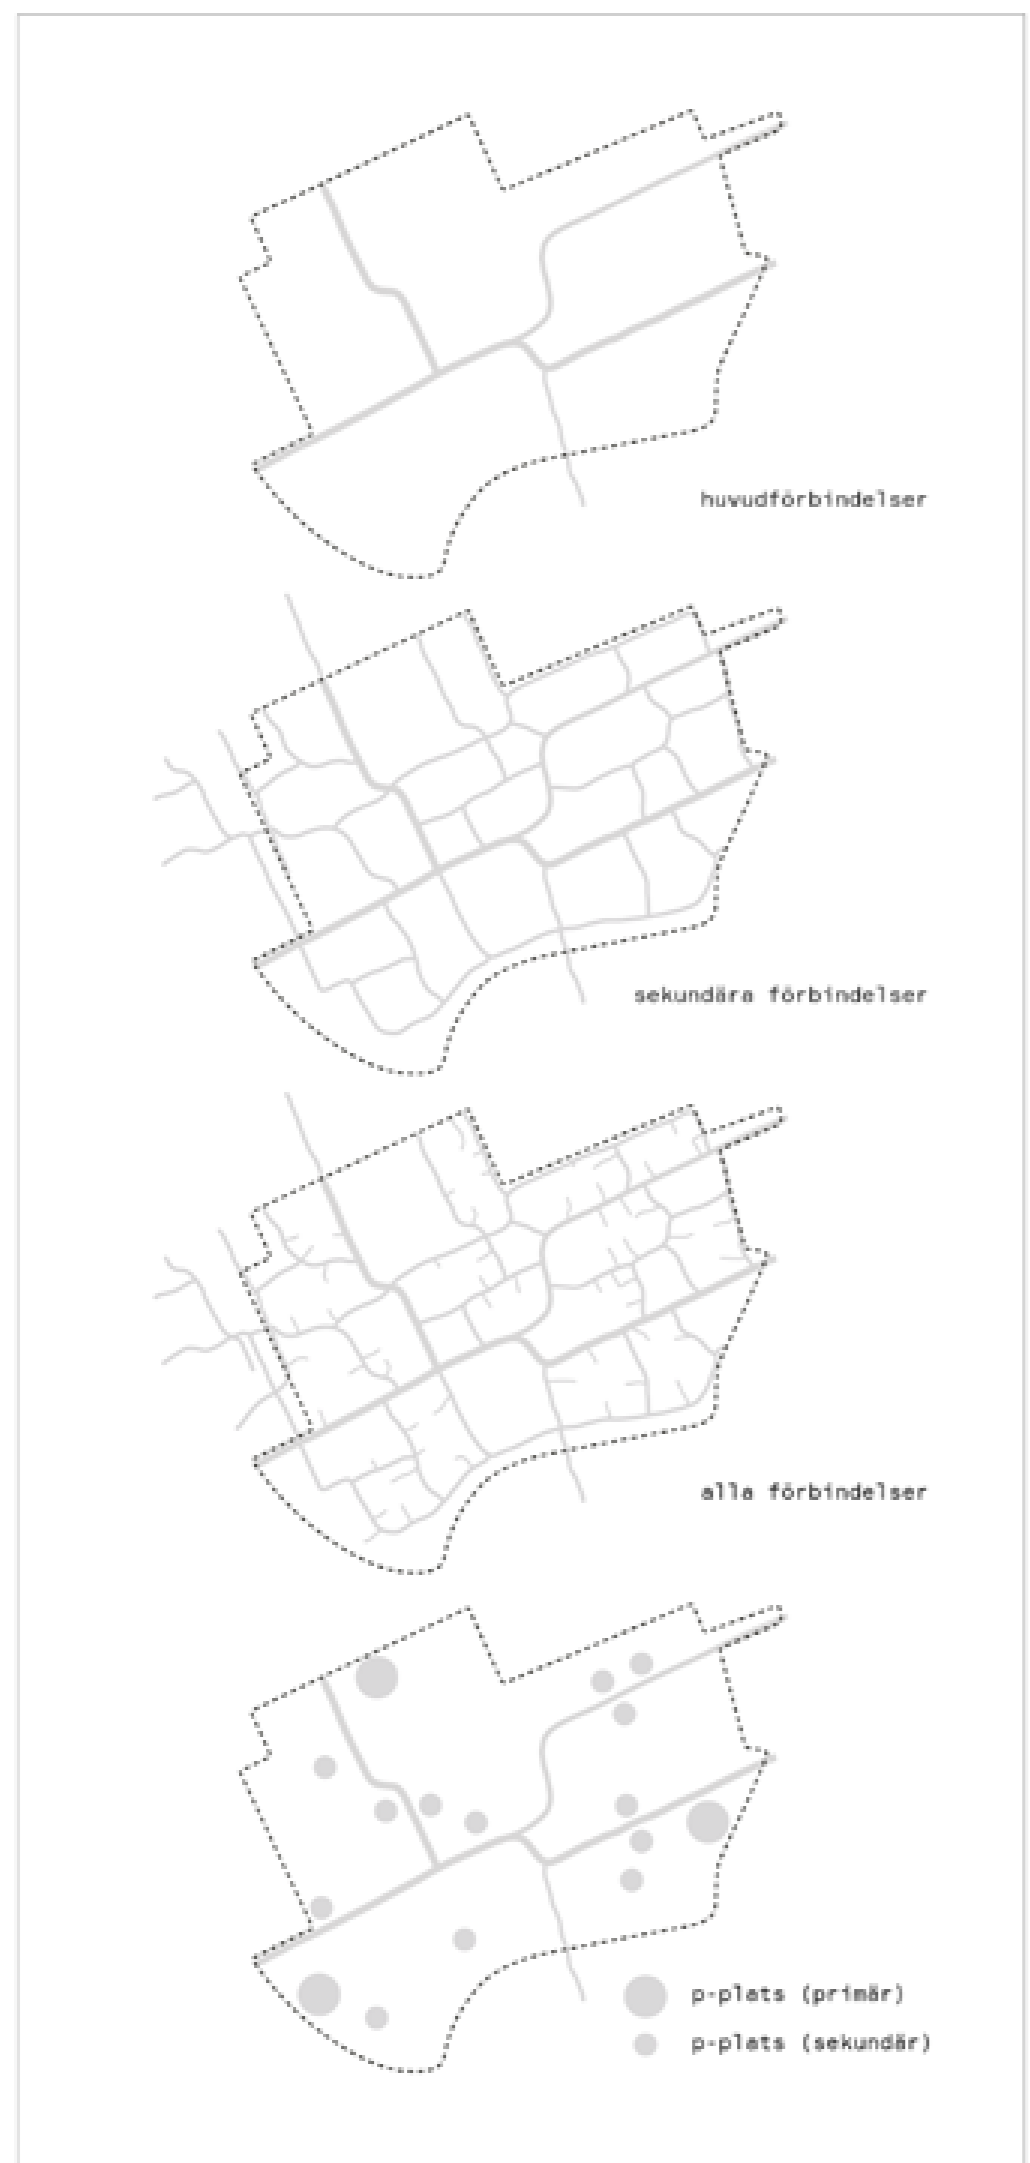 huvudförbindelser
sekundära förbindelser
alla förbindelser
p-plats (primär)
p-plats (sekundär)